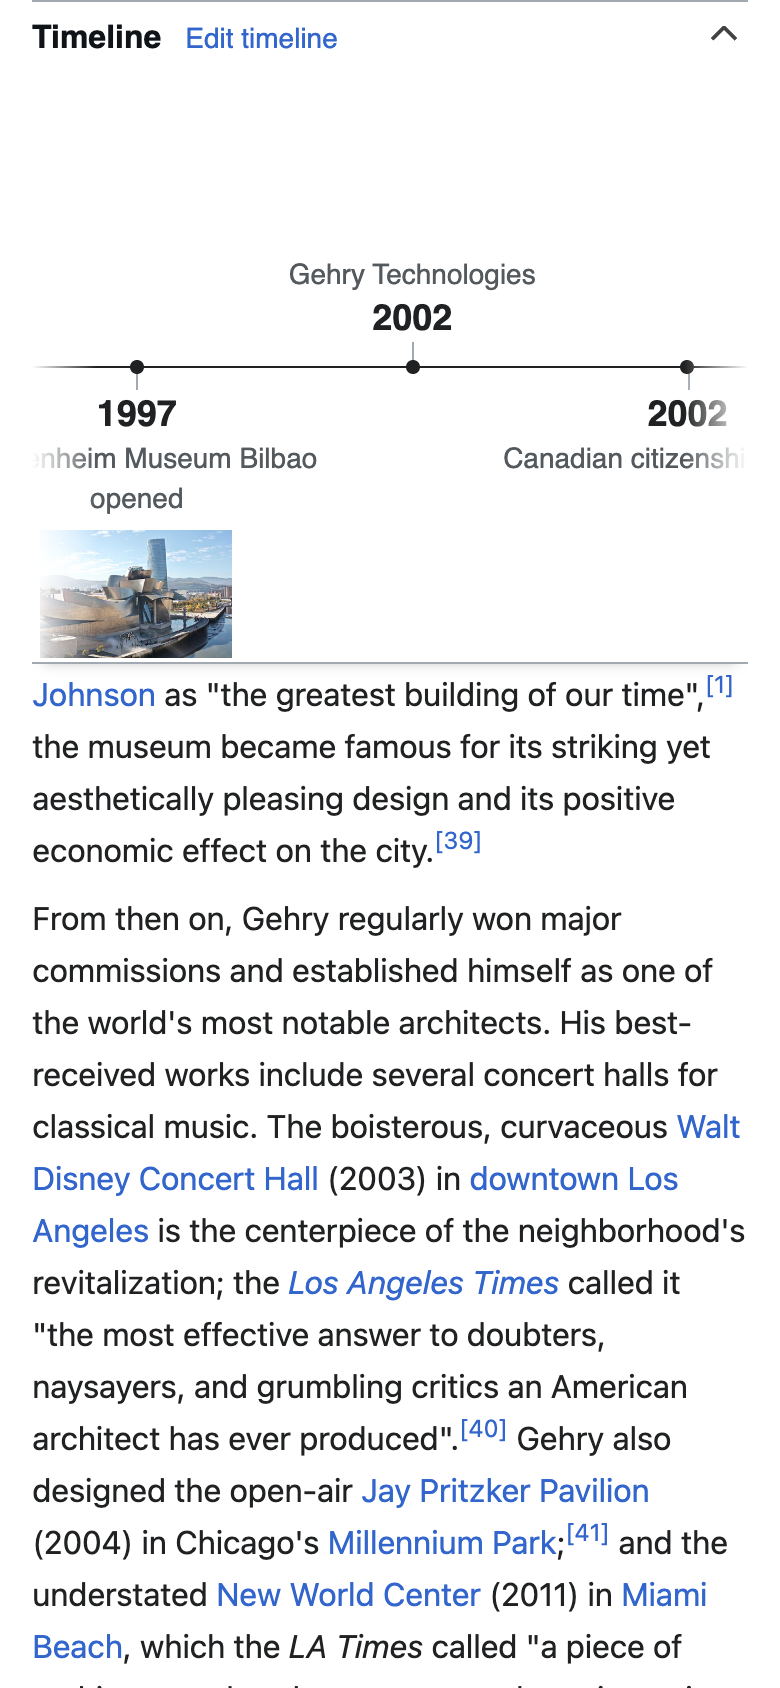 Timeline Edit timeline
Gehry Technologies
2002
1997
2002
enheim Museum Bilbao
opened
Canadian citizenshi
Johnson as "the greatest building of our time",[1]
the museum became famous for its striking yet
aesthetically pleasing design and its positive
economic effect on the city.[39]
From then on, Gehry regularly won major
commissions and established himself as one of
the world's most notable architects. His best-
received works include several concert halls for
classical music. The boisterous, curvaceous Walt
Disney Concert Hall (2003) in downtown Los
Angeles is the centerpiece of the neighborhood's
revitalization; the Los Angeles Times called it
"the most effective answer to doubters,
naysayers, and grumbling critics an American
architect has ever produced".[40] Gehry also
designed the open-air Jay Pritzker Pavilion
(2004) in Chicago's Millennium Park;[41] and the
understated New World Center (2011) in Miami
Beach, which the LA Times called "a piece of